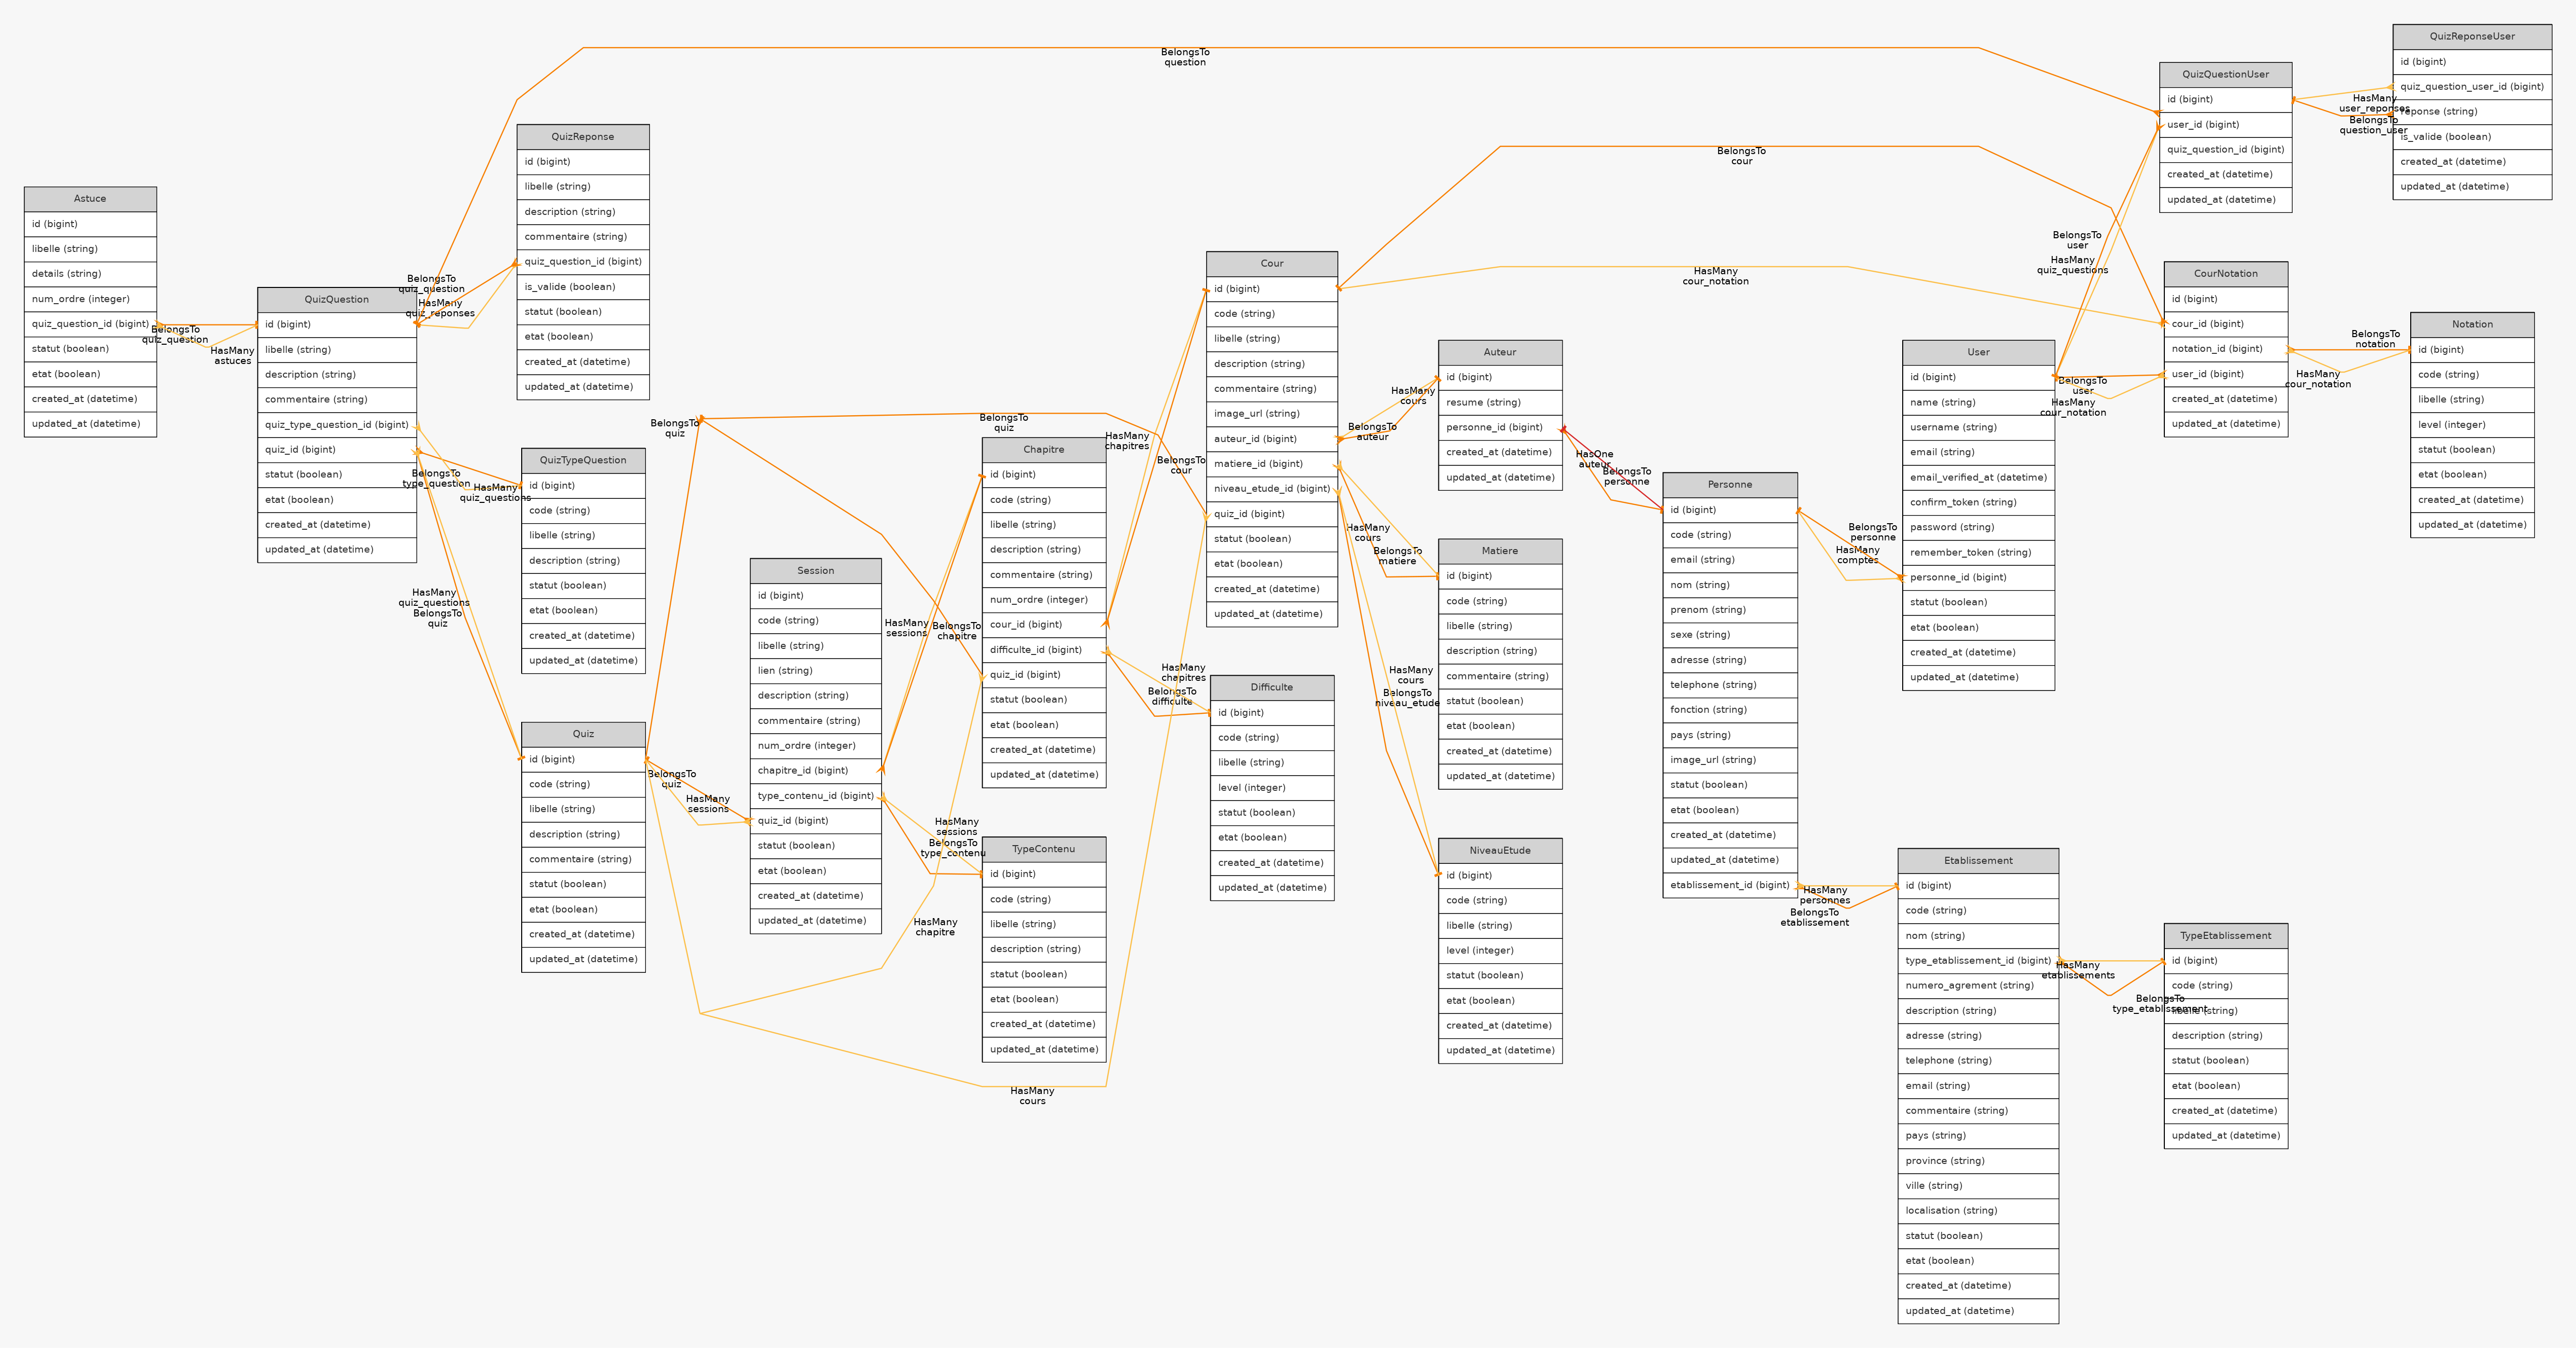 QuizReponseUser
id (bigint)
quiz_question_user_id (bigint)
reponse (string)
is_valide (boolean)
created_at (datetime)
updated_at (datetime)
BelongsTo
question
QuizQuestionUser
id (bigint)
user_id (bigint)
quiz_question_id (bigint)
created_at (datetime)
updated_at (datetime)
HasMany
user_reponses
BelongsTo
question_user
QuizReponse
id (bigint)
libelle (string)
description (string)
commentaire (string)
quiz_question_id (bigint)
is_valide (boolean)
statut (boolean)
etat (boolean)
created_at (datetime)
updated_at (datetime)
BelongsTo
cour
Astuce
id (bigint)
libelle (string)
details (string)
num_ordre (integer)
quiz_question_id (bigint)
statut (boolean)
etat (boolean)
created_at (datetime)
updated_at (datetime)
BelongsTo
quiz_question
HasMany
astuces
QuizQuestion
id (bigint)
libelle (string)
description (string)
commentaire (string)
quiz_type_question_id (bigint)
quiz_id (bigint)
statut (boolean)
etat (boolean)
created_at (datetime)
updated_at (datetime)
BelongsTo
quiz_question
HasMany
quiz_reponses
BelongsTo
type_question
HasMany
quiz_questions
HasMany
quiz_questions
BelongsTo
quiz
QuizTypeQuestion
id (bigint)
code (string)
libelle (string)
description (string)
statut (boolean)
etat (boolean)
created_at (datetime)
updated_at (datetime)
Quiz
id (bigint)
code (string)
libelle (string)
description (string)
commentaire (string)
statut (boolean)
etat (boolean)
created_at (datetime)
updated_at (datetime)
BelongsTo
quiz
BelongsTo
quiz
HasMany
sessions
Session
id (bigint)
code (string)
libelle (string)
lien (string)
description (string)
commentaire (string)
num_ordre (integer)
chapitre_id (bigint)
type_contenu_id (bigint)
quiz_id (bigint)
statut (boolean)
etat (boolean)
created_at (datetime)
updated_at (datetime)
HasMany
sessions
BelongsTo
chapitre
HasMany
sessions
BelongsTo
type_contenu
HasMany
chapitre
BelongsTo
quiz
Chapitre
id (bigint)
code (string)
libelle (string)
description (string)
commentaire (string)
num_ordre (integer)
cour_id (bigint)
difficulte_id (bigint)
quiz_id (bigint)
statut (boolean)
etat (boolean)
created_at (datetime)
updated_at (datetime)
TypeContenu
id (bigint)
code (string)
libelle (string)
description (string)
statut (boolean)
etat (boolean)
created_at (datetime)
updated_at (datetime)
HasMany
cours
HasMany
chapitres
BelongsTo
cour
HasMany
chapitres
BelongsTo
difficulte
Cour
id (bigint)
code (string)
libelle (string)
description (string)
commentaire (string)
image_url (string)
auteur_id (bigint)
matiere_id (bigint)
niveau_etude_id (bigint)
quiz_id (bigint)
statut (boolean)
etat (boolean)
created_at (datetime)
updated_at (datetime)
Difficulte
id (bigint)
code (string)
libelle (string)
level (integer)
statut (boolean)
etat (boolean)
created_at (datetime)
updated_at (datetime)
HasMany
cour_notation
HasMany
cours
BelongsTo
auteur
HasMany
cours
BelongsTo
matiere
HasMany
cours
BelongsTo
niveau_etude
Auteur
id (bigint)
resume (string)
personne_id (bigint)
created_at (datetime)
updated_at (datetime)
Matiere
id (bigint)
code (string)
libelle (string)
description (string)
commentaire (string)
statut (boolean)
etat (boolean)
created_at (datetime)
updated_at (datetime)
NiveauEtude
id (bigint)
code (string)
libelle (string)
level (integer)
statut (boolean)
etat (boolean)
created_at (datetime)
updated_at (datetime)
HasOne
auteur
BelongsTo
personne
Personne
id (bigint)
code (string)
email (string)
nom (string)
prenom (string)
sexe (string)
adresse (string)
telephone (string)
fonction (string)
pays (string)
image_url (string)
statut (boolean)
etat (boolean)
created_at (datetime)
updated_at (datetime)
etablissement_id (bigint)
BelongsTo
personne
HasMany
comptes
HasMany
personnes
BelongsTo
etablissement
User
id (bigint)
name (string)
username (string)
email (string)
email_verified_at (datetime)
confirm_token (string)
password (string)
remember_token (string)
personne_id (bigint)
statut (boolean)
etat (boolean)
created_at (datetime)
updated_at (datetime)
BelongsTo
user
HasMany
quiz_questions
BelongsTo
user
HasMany
cour_notation
CourNotation
id (bigint)
cour_id (bigint)
notation_id (bigint)
user_id (bigint)
created_at (datetime)
updated_at (datetime)
BelongsTo
notation
HasMany
cour_notation
Notation
id (bigint)
code (string)
libelle (string)
level (integer)
statut (boolean)
etat (boolean)
created_at (datetime)
updated_at (datetime)
Etablissement
id (bigint)
code (string)
nom (string)
type_etablissement_id (bigint)
numero_agrement (string)
description (string)
adresse (string)
telephone (string)
email (string)
commentaire (string)
pays (string)
province (string)
ville (string)
localisation (string)
statut (boolean)
etat (boolean)
created_at (datetime)
updated_at (datetime)
HasMany
etablissements
BelongsTo
type_etablissement
TypeEtablissement
id (bigint)
code (string)
libelle (string)
description (string)
statut (boolean)
etat (boolean)
created_at (datetime)
updated_at (datetime)